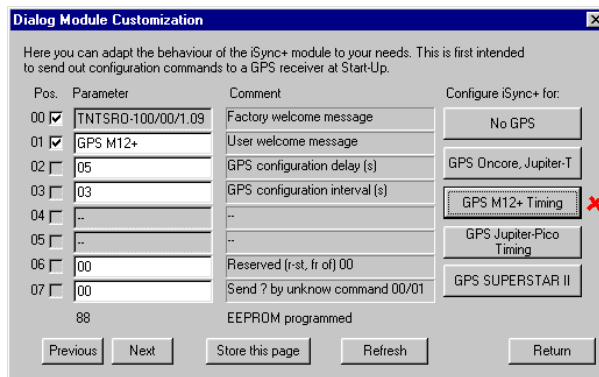 Dialog Module Customization
Here you can adapt the behaviour of the iSync+ module to your needs. This is first intended
to send out configuration commands to a GPS receiver at Start-Up.
Pos. Parameter Comment Configure iSync+ for:
00 TNTSRO-100/00/1.09 Factory welcome message No GPS
01 GPS M12+ User welcome message
02 05 GPS configuration delay (s) GPS Oncore, Jupiter-T
03 03 GPS configuration interval (s) GPS M12+ Timing
04 -- --
05 -- -- GPS Jupiter-Pico
Timing
06 00 Reserved (r-st, fr of) 00 GPS SUPERSTAR II
07 00 Send ? by unknow command 00/01
88 EEPROM programmed
Previous Next Store this page Refresh Return